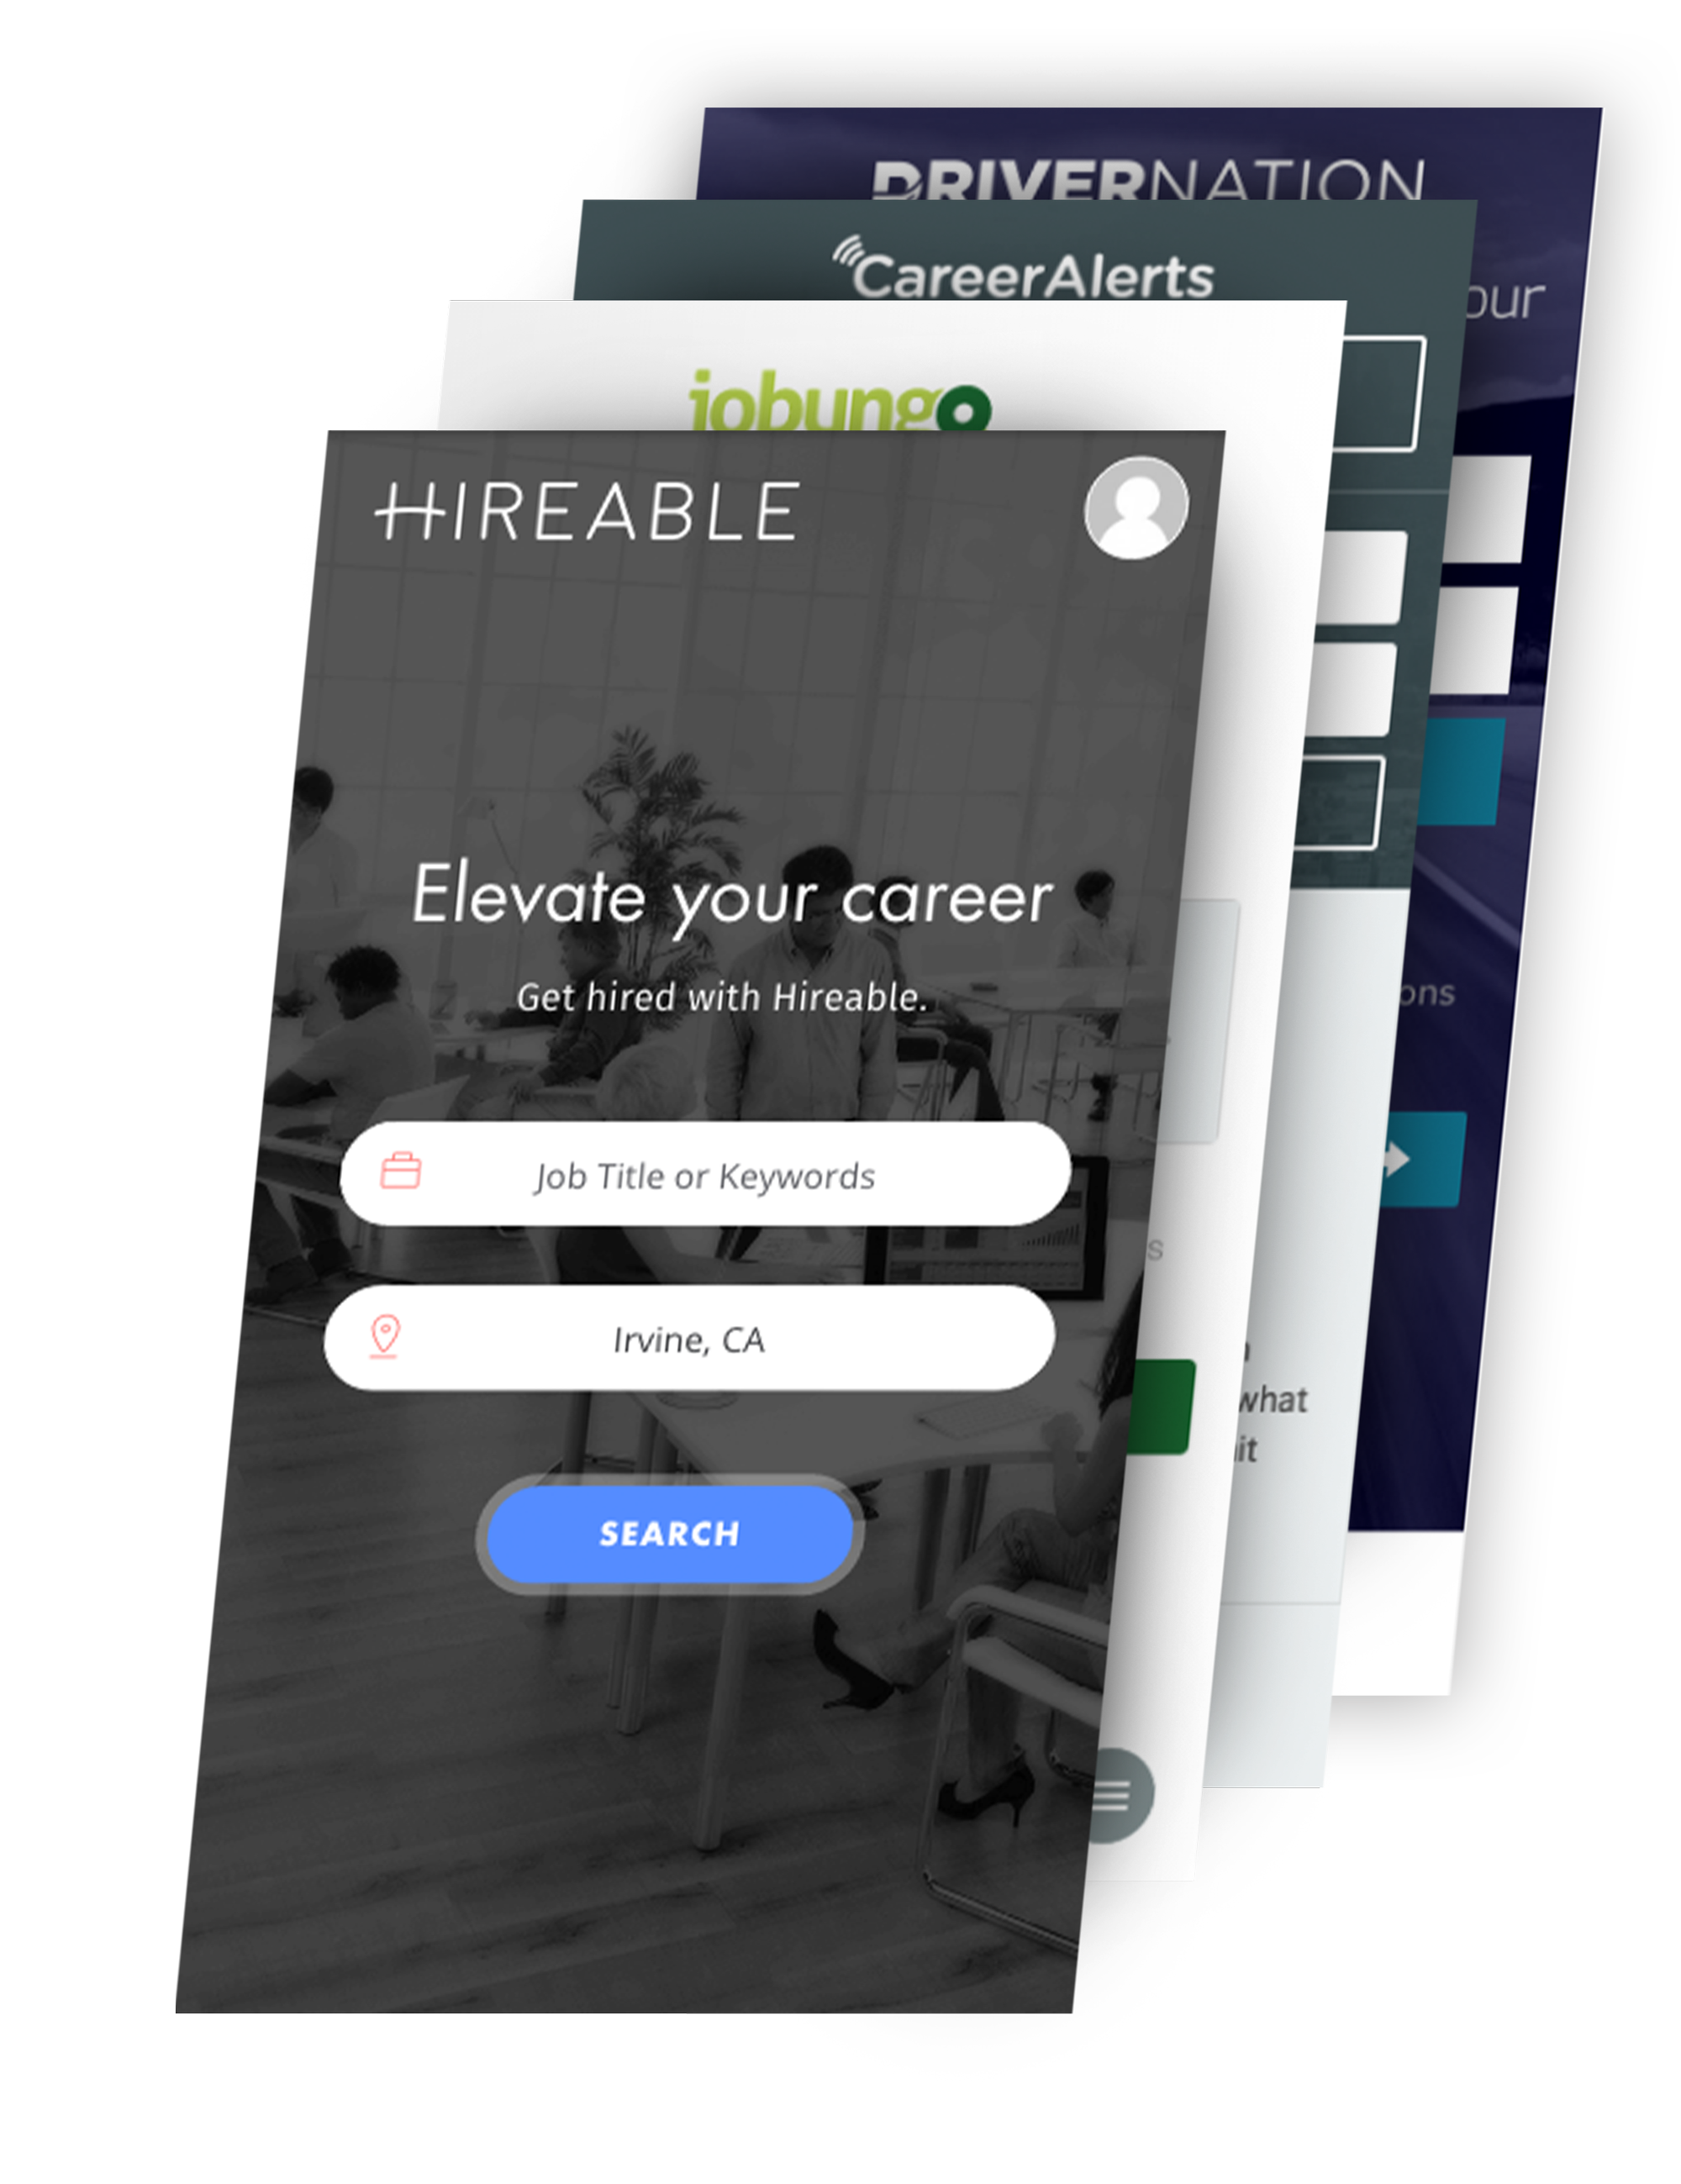 DRIVERNATION
CareerAlerts
our
jobungo
HIREABLE
Elevate your career
Get hired with Hireable.
ons
Job Title or Keywords
s
Irvine, CA
what
it
SEARCH